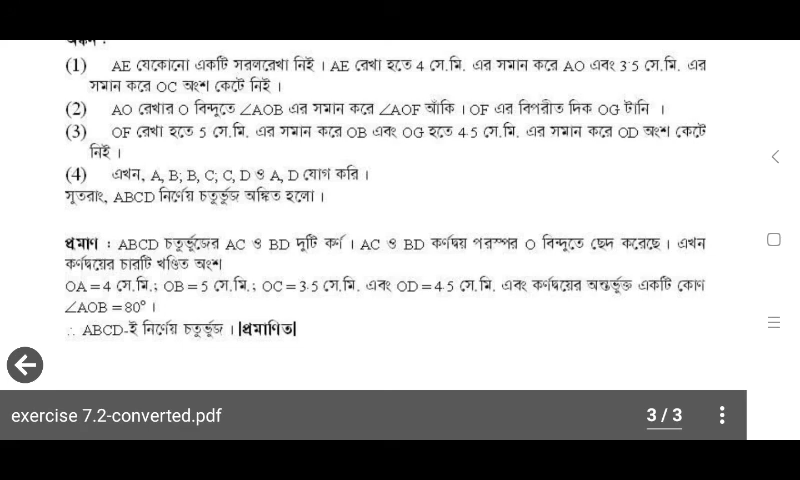 অঙ্কন :
(1) AE যেকোনো একটি সরলরেখা নিই । AE রেখা হতে 4 সে.মি. এর সমান করে AO এবং 3·5 সে.মি. এর
সমান করে OC অংশ কেটে নিই ।
(2) AO রেখার O বিন্দুতে ∠AOB এর সমান করে ∠AOF আঁকি । OF এর বিপরীত দিক OG টানি ।
(3) OF রেখা হতে 5 সে.মি. এর সমান করে OB এবং OG হতে 4·5 সে.মি. এর সমান করে OD অংশ কেটে
নিই ।
(4) এখন, A, B; B, C; C, D ও A, D যোগ করি ।
সুতরাং, ABCD নির্ণেয় চতুর্ভুজ অঙ্কিত হলো ।
প্রমাণ : ABCD চতুর্ভুজের AC ও BD দুটি কর্ণ । AC ও BD কর্ণদ্বয় পরস্পর O বিন্দুতে ছেদ করেছে । এখন
কর্ণদ্বয়ের চারটি খণ্ডিত অংশ
OA = 4 সে.মি.; OB = 5 সে.মি.; OC = 3·5 সে.মি. এবং OD = 4·5 সে.মি. এবং কর্ণদ্বয়ের অন্তর্ভুক্ত একটি কোণ
∠AOB = 80° ।
∴ ABCD-ই নির্ণেয় চতুর্ভুজ । |প্রমাণিত|
exercise 7.2-converted.pdf 3 / 3